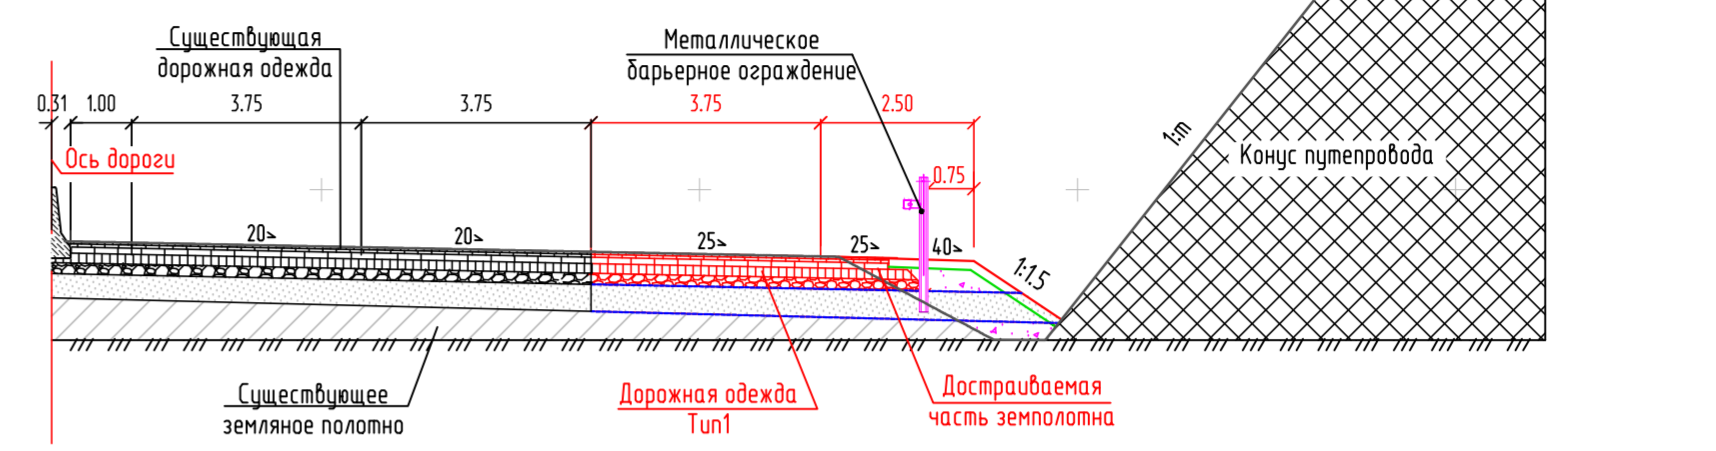 Существующая
дорожная одежда
Металлическое
барьерное ограждение
0.31 1.00 3.75 3.75 3.75 2.50
Ось дороги
1:m
Конус путепровода
0.75
20 20 25 25 40
1:1.5
Существующее
земляное полотно
Дорожная одежда
Тип1
Достраиваемая
часть земполотна